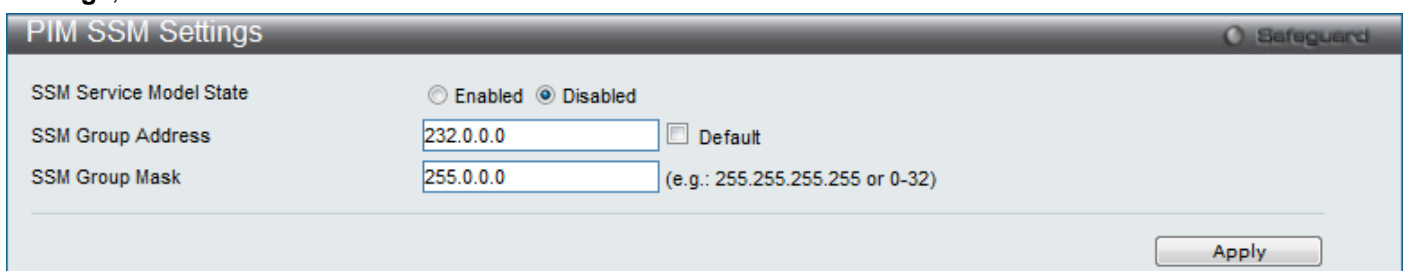 PIM SSM Settings
Safeguard
SSM Service Model State
Enabled Disabled
SSM Group Address
232.0.0.0
Default
SSM Group Mask
255.0.0.0
(e.g.: 255.255.255.255 or 0-32)
Apply